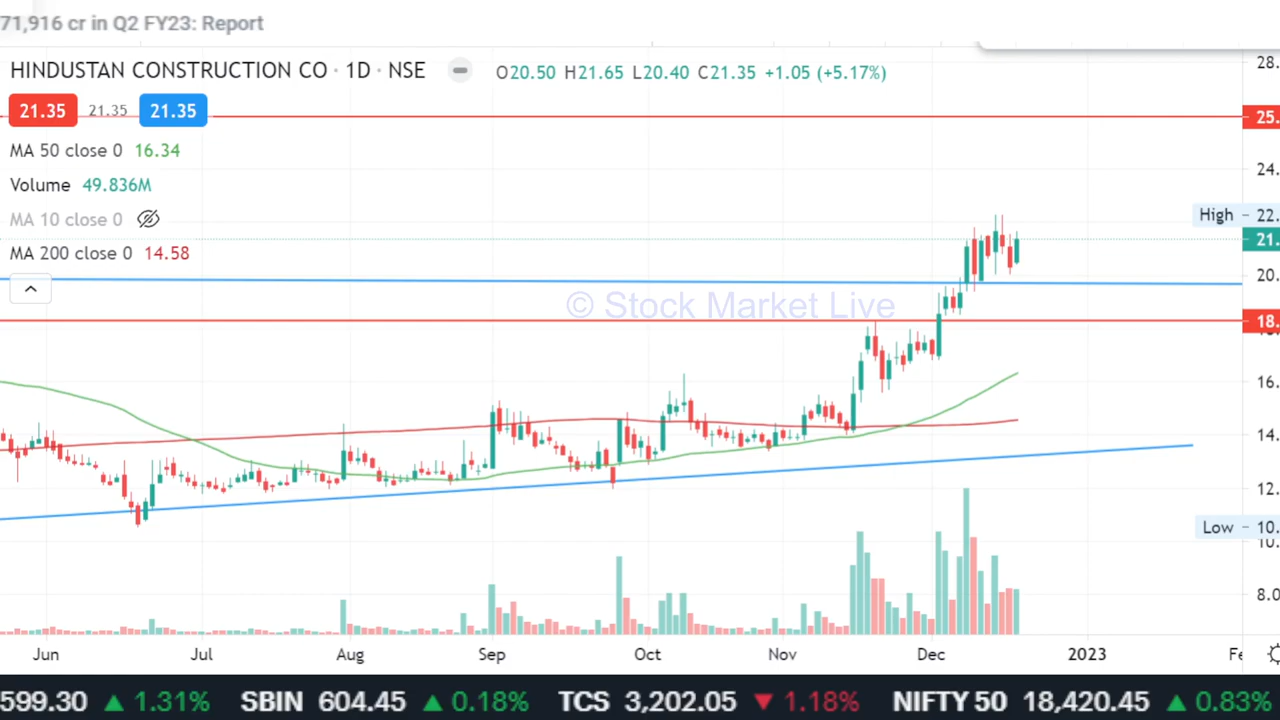 71,916 cr in Q2 FY23: Report
HINDUSTAN CONSTRUCTION CO · 1D · NSE O20.50 H21.65 L20.40 C21.35 +1.05 (+5.17%)
28.
21.35 21.35 21.35
25.
MA 50 close 0 16.34
24.
Volume 49.836M
MA 10 close 0
High 22.
21.
MA 200 close 0 14.58
20.
© Stock Market Live
18.
16.
14.
12.
Low 10.
10.
8.0
Jun Jul Aug Sep Oct Nov Dec 2023 Fe
599.30 ▲ 1.31% SBIN 604.45 ▲ 0.18% TCS 3,202.05 ▼ 1.18% NIFTY 50 18,420.45 ▲ 0.83%